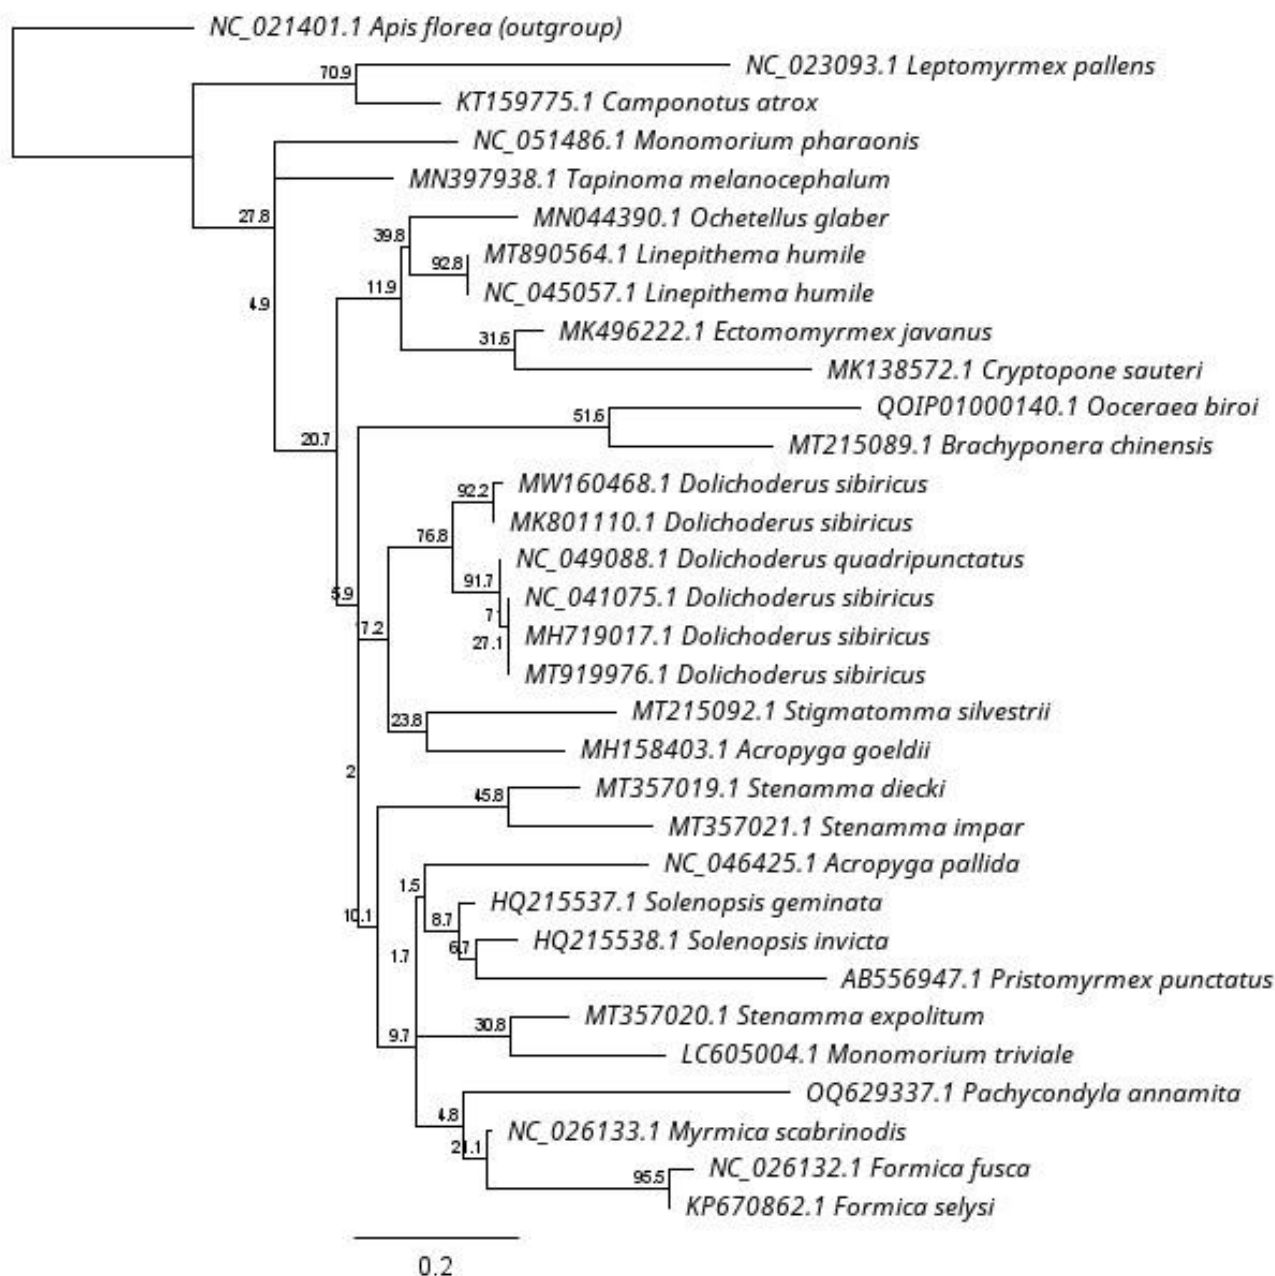 NC_021401.1 Apis florea (outgroup)
70.9
NC_023093.1 Leptomyrmex pallens
KT159775.1 Camponotus atrox
NC_051486.1 Monomorium pharaonis
MN397938.1 Tapinoma melanocephalum
27.8
MN044390.1 Ochetellus glaber
39.8
MT890564.1 Linepithema humile
92.8
NC_045057.1 Linepithema humile
11.9
4.9
MK496222.1 Ectomomyrmex javanus
31.6
MK138572.1 Cryptopone sauteri
QOIP01000140.1 Ooceraea biroi
51.6
20.7
MT215089.1 Brachyponera chinensis
MW160468.1 Dolichoderus sibiricus
92.2
MK801110.1 Dolichoderus sibiricus
76.8
NC_049088.1 Dolichoderus quadripunctatus
91.7
NC_041075.1 Dolichoderus sibiricus
5.9
7
17.2
MH719017.1 Dolichoderus sibiricus
27.1
MT919976.1 Dolichoderus sibiricus
MT215092.1 Stigmatomma silvestrii
23.8
MH158403.1 Acropyga goeldii
2
MT357019.1 Stenamma diecki
45.8
MT357021.1 Stenamma impar
NC_046425.1 Acropyga pallida
1.5
HQ215537.1 Solenopsis geminata
10.1
8.7
HQ215538.1 Solenopsis invicta
6.7
1.7
AB556947.1 Pristomyrmex punctatus
MT357020.1 Stenamma expolitum
30.8
9.7
LC605004.1 Monomorium triviale
OQ629337.1 Pachycondyla annamita
4.8
NC_026133.1 Myrmica scabrinodis
21.1
NC_026132.1 Formica fusca
95.5
KP670862.1 Formica selysi
0.2